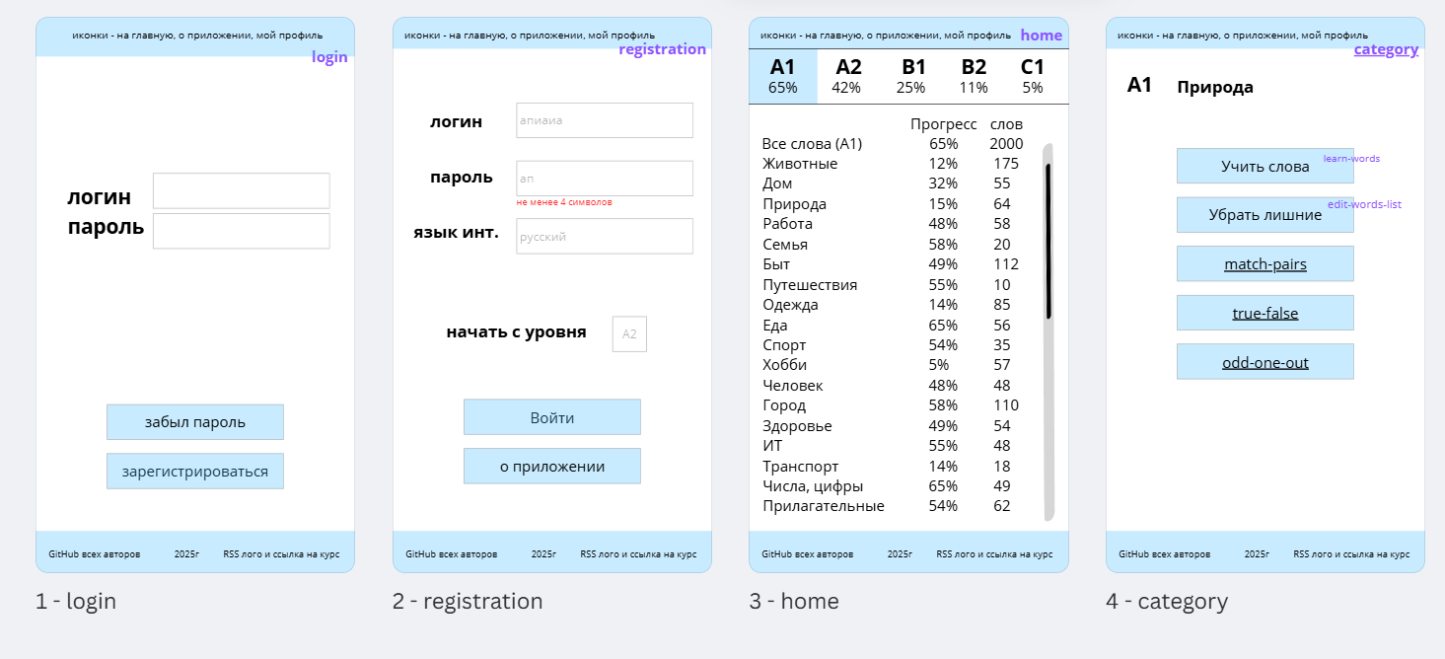 иконки - на главную, о приложении, мой профиль
login
логин
пароль
забыл пароль
зарегистрироваться
GitHub всех авторов 2025г RSS лого и ссылка на курс
1 - login
иконки - на главную, о приложении, мой профиль
registration
логин апиаиа
пароль ап
не менее 4 символов
язык инт. русский
начать с уровня A2
Войти
о приложении
GitHub всех авторов 2025г RSS лого и ссылка на курс
2 - registration
иконки - на главную, о приложении, мой профиль home
A1 A2 B1 B2 C1
65% 42% 25% 11% 5%
Прогресс слов
Все слова (A1) 65% 2000
Животные 12% 175
Дом 32% 55
Природа 15% 64
Работа 48% 58
Семья 58% 20
Быт 49% 112
Путешествия 55% 10
Одежда 14% 85
Еда 65% 56
Спорт 54% 35
Хобби 5% 57
Человек 48% 48
Город 58% 110
Здоровье 49% 54
ИТ 55% 48
Транспорт 14% 18
Числа, цифры 65% 49
Прилагательные 54% 62
GitHub всех авторов 2025г RSS лого и ссылка на курс
3 - home
иконки - на главную, о приложении, мой профиль
category
A1 Природа
Учить слова learn-words
Убрать лишние edit-words-list
match-pairs
true-false
odd-one-out
GitHub всех авторов 2025г RSS лого и ссылка на курс
4 - category